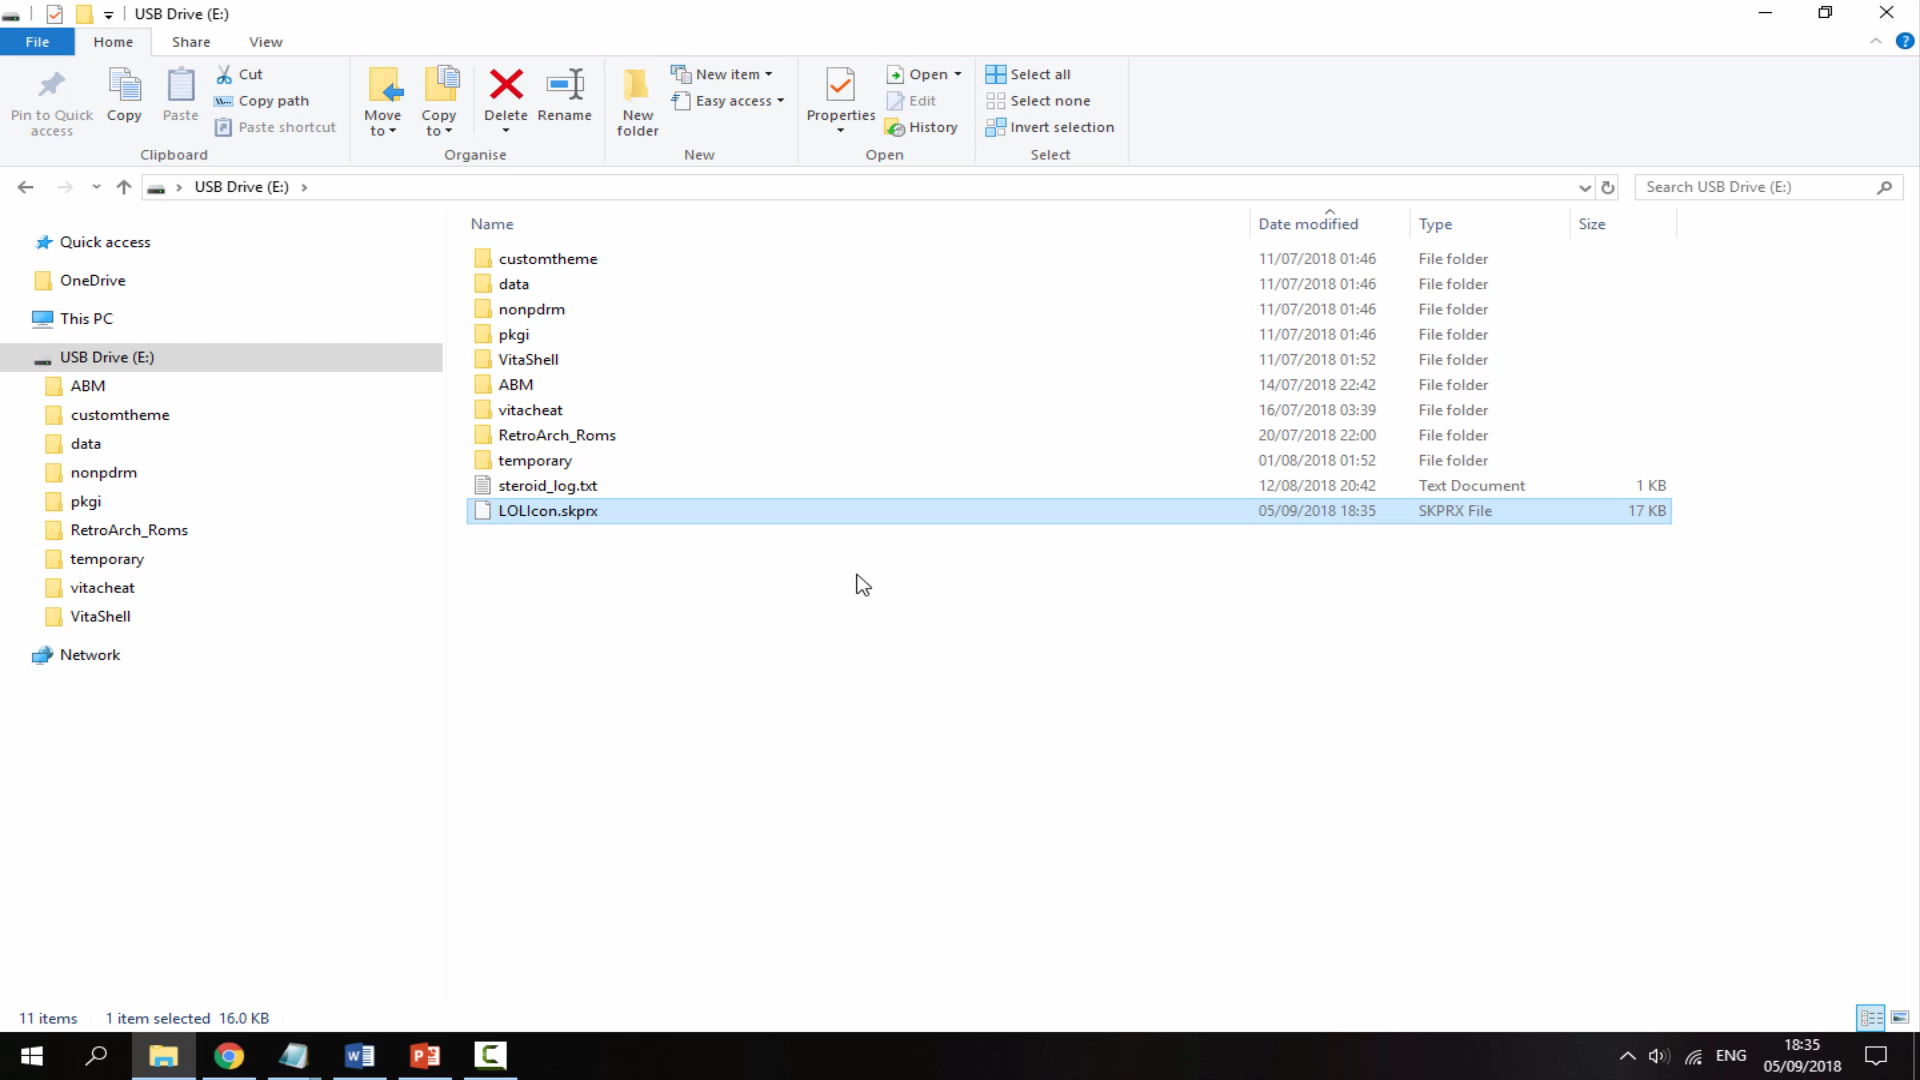 USB Drive (E:)
File
Home
Share
View
Pin to Quick access
Copy
Paste
Cut
Copy path
Paste shortcut
Clipboard
Move to
Copy to
Delete
Rename
Organise
New folder
New item
Easy access
New
Properties
Open
Edit
History
Open
Select all
Select none
Invert selection
Select
USB Drive (E:)
Search USB Drive (E:)
Quick access
OneDrive
This PC
USB Drive (E:)
ABM
customtheme
data
nonpdrm
pkgi
RetroArch_Roms
temporary
vitacheat
VitaShell
Network
Name Date modified Type Size
customtheme 11/07/2018 01:46 File folder
data 11/07/2018 01:46 File folder
nonpdrm 11/07/2018 01:46 File folder
pkgi 11/07/2018 01:46 File folder
VitaShell 11/07/2018 01:52 File folder
ABM 14/07/2018 22:42 File folder
vitacheat 16/07/2018 03:39 File folder
RetroArch_Roms 20/07/2018 22:00 File folder
temporary 01/08/2018 01:52 File folder
steroid_log.txt 12/08/2018 20:42 Text Document 1 KB
LOLIcon.skprx 05/09/2018 18:35 SKPRX File 17 KB
11 items 1 item selected 16.0 KB
ENG
18:35
05/09/2018